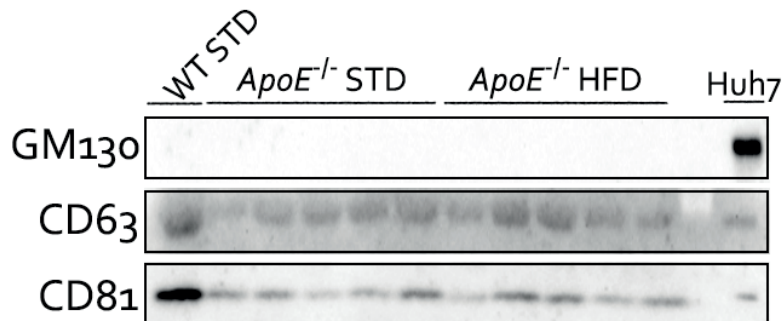 WT STD
ApoE-/- STD
ApoE-/- HFD
Huh7
GM130
CD63
CD81